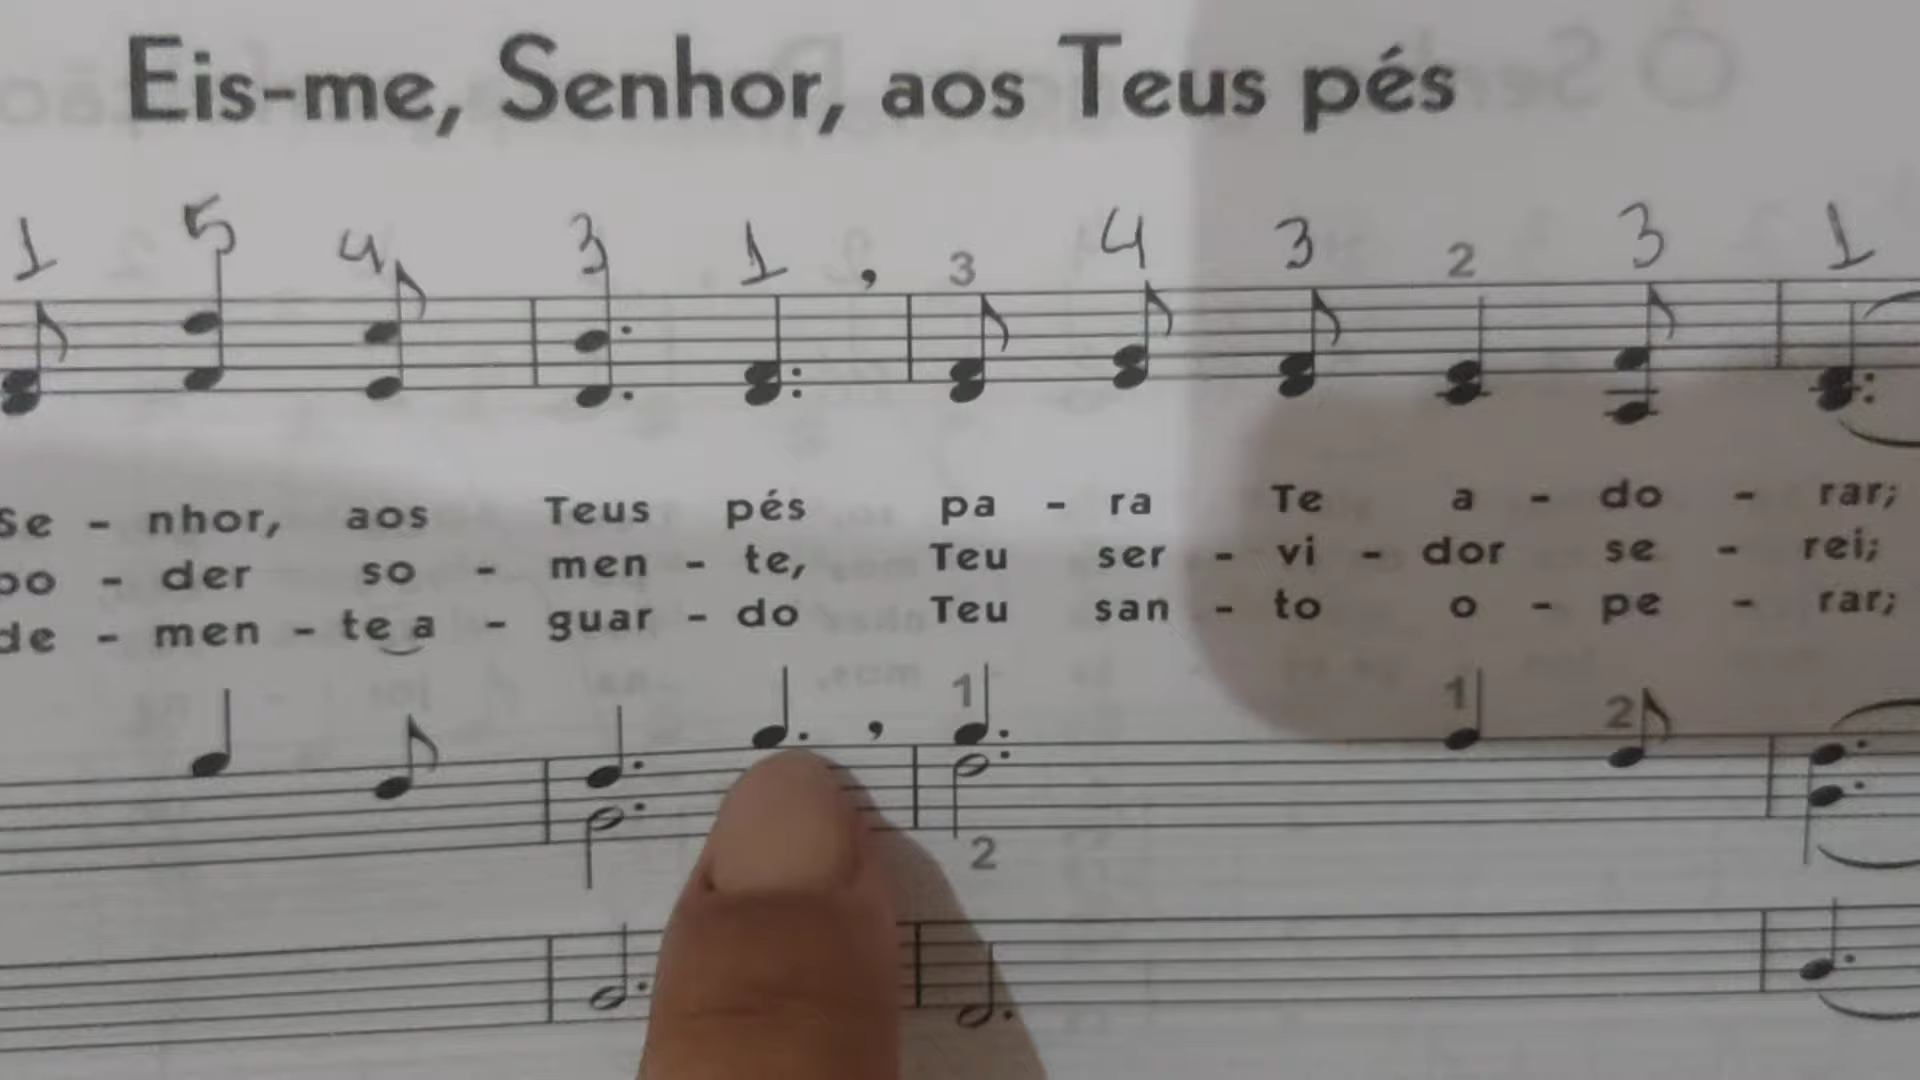 Eis-me, Senhor, aos Teus pés
1 5 4 3 1 , 3 4 3 2 3 1
Se - nhor, aos Teus pés pa - ra Te a - do - rar;
po - der so - men - te, Teu ser - vi - dor se - rei;
de - men - te a - guar - do Teu san - to o - pe - rar;
1 1 2
2